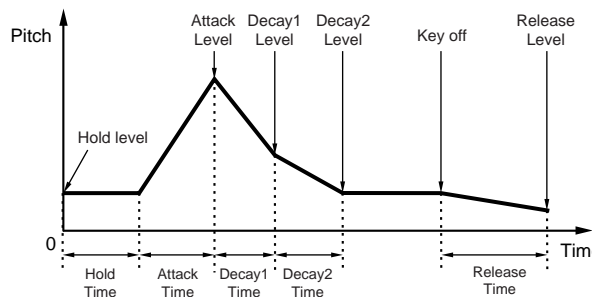 Pitch
Attack
Level
Decay1
Level
Decay2
Level
Key off
Release
Level
Hold level
0
Time
Hold
Time
Attack
Time
Decay1
Time
Decay2
Time
Release
Time